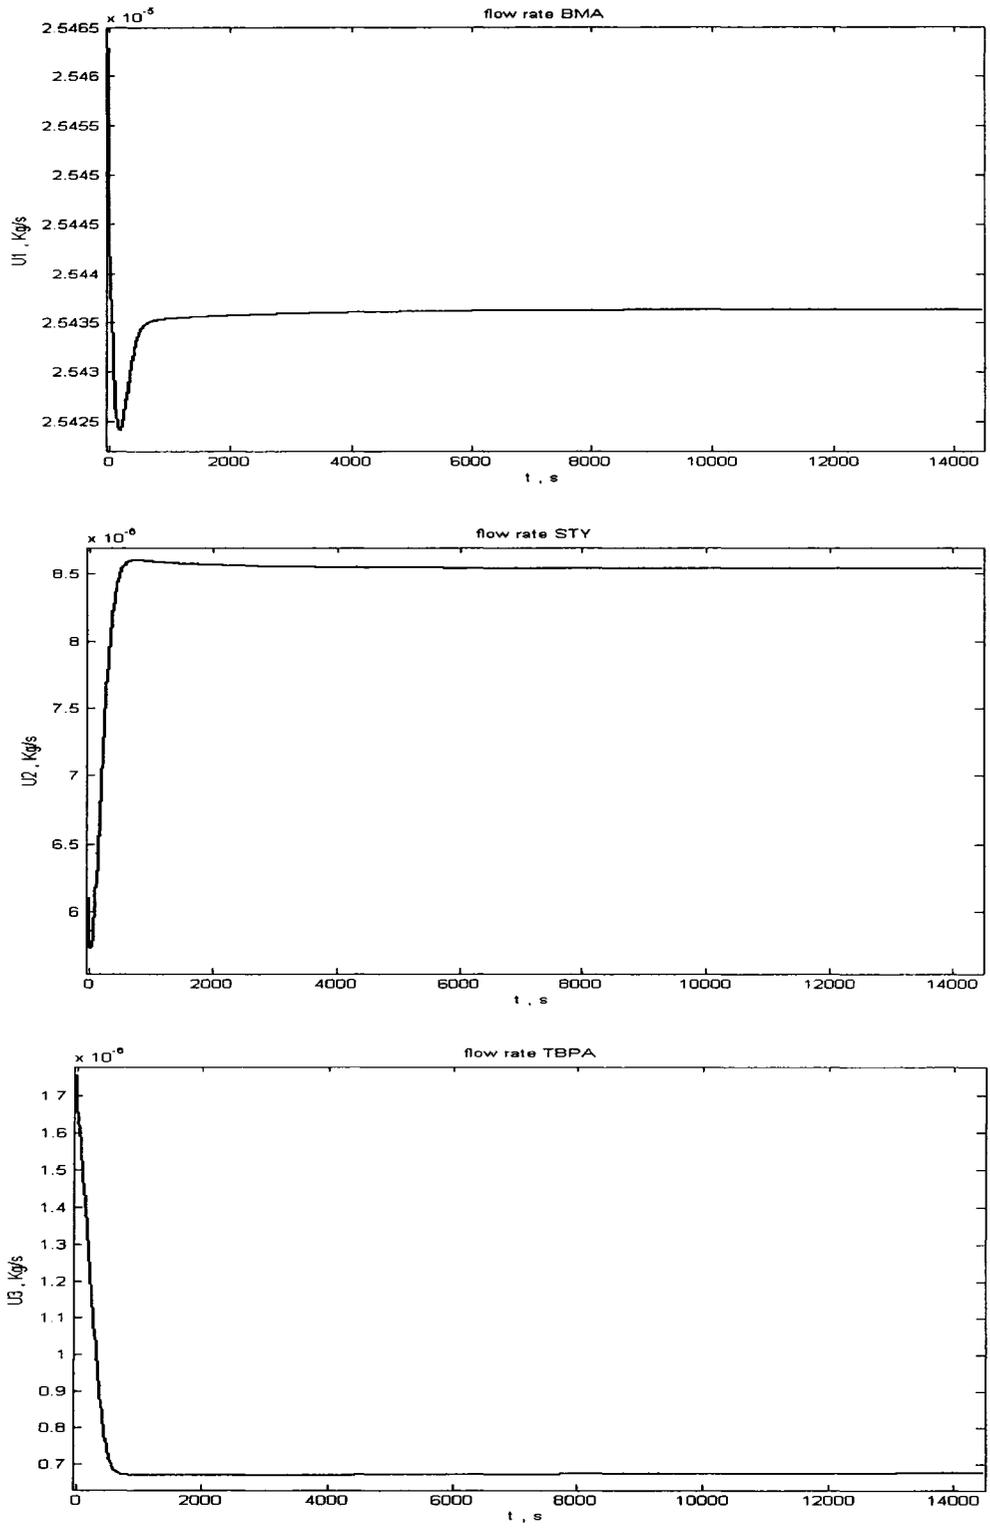 x 10-5
flow rate BMA
2.5465
2.546
2.5455
2.545
2.5445
2.544
2.5435
2.543
2.5425
U1 , Kg/s
0 2000 4000 6000 8000 10000 12000 14000
t , s
x 10-6
flow rate STY
8.5
8
7.5
7
6.5
6
U2 , Kg/s
0 2000 4000 6000 8000 10000 12000 14000
t , s
x 10-6
flow rate TBPA
1.7
1.6
1.5
1.4
1.3
1.2
1.1
1
0.9
0.8
0.7
U3 , Kg/s
0 2000 4000 6000 8000 10000 12000 14000
t , s